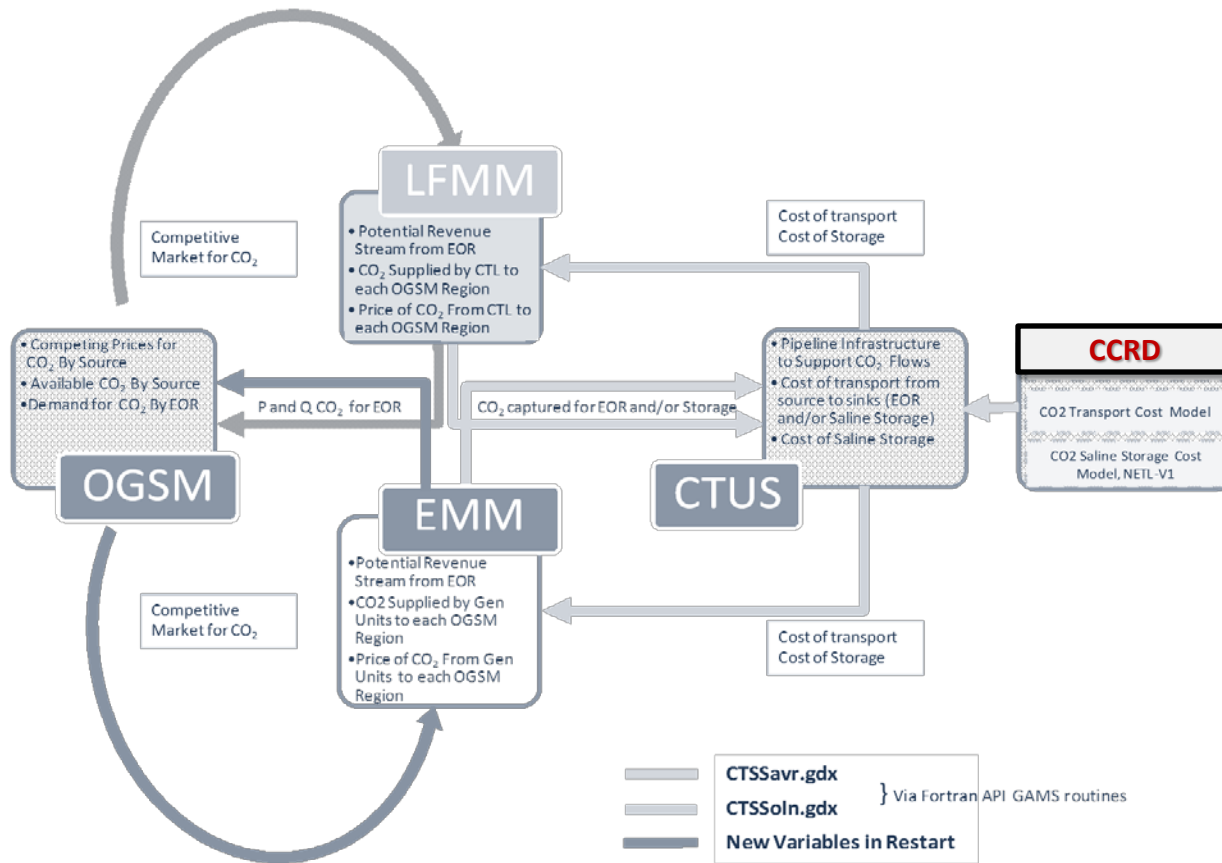 LFMM
• Potential Revenue
Stream from EOR
• CO₂ Supplied by CTL to
each OGSM Region
• Price of CO₂ From CTL to
each OGSM Region
Competitive
Market for CO₂
Cost of transport
Cost of Storage
• Competing Prices for
CO₂ By Source
• Available CO₂ By Source
• Demand for CO₂ By EOR
OGSM
P and Q CO₂ for EOR
CO₂ captured for EOR and/or Storage
• Pipeline Infrastructure
to Support CO₂ Flows
• Cost of transport from
source to sinks (EOR
and/or Saline Storage)
• Cost of Saline Storage
CTUS
CCRD
CO2 Transport Cost Model
CO2 Saline Storage Cost
Model, NETL-V1
EMM
•Potential Revenue
Stream from EOR
•CO2 Supplied by Gen
Units to each OGSM
Region
•Price of CO₂ From Gen
Units to each OGSM
Region
Competitive
Market for CO₂
Cost of transport
Cost of Storage
CTSSavr.gdx
CTSSoln.gdx
} Via Fortran API GAMS routines
New Variables in Restart